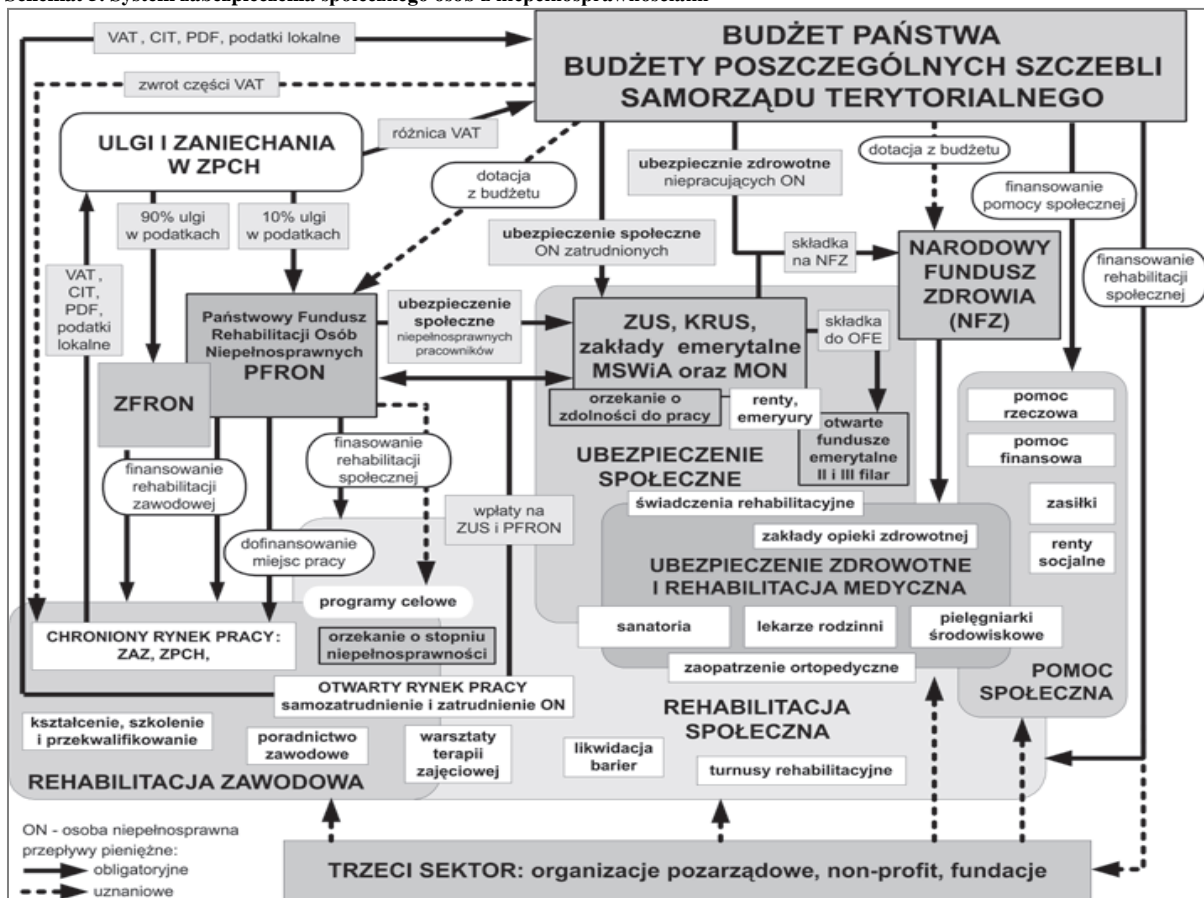 Schemat 1. System zabezpieczenia społecznego osób z niepełnosprawnościami
VAT, CIT, PDF, podatki lokalne
BUDŻET PAŃSTWA
BUDŻETY POSZCZEGÓLNYCH SZCZEBLI
SAMORZĄDU TERYTORIALNEGO
zwrot części VAT
ULGI I ZANIECHANIA
W ZPCH
różnica VAT
dotacja
z budżetu
ubezpiecznie zdrowotne
niepracujących ON
dotacja z budżetu
finansowanie
pomocy społecznej
90% ulgi
w podatkach
10% ulgi
w podatkach
ubezpieczenie społeczne
ON zatrudnionych
składka
na NFZ
NARODOWY
FUNDUSZ
ZDROWIA
(NFZ)
finansowanie
rehabilitacji
społecznej
VAT,
CIT,
PDF,
podatki
lokalne
Państwowy Fundusz
Rehabilitacji Osób
Niepełnosprawnych
PFRON
ubezpieczenie
społeczne
niepełnosprawnych
pracowników
ZUS, KRUS,
zakłady emerytalne
MSWiA oraz MON
składka
do OFE
ZFRON
orzekanie o
zdolności do pracy
renty,
emeryury
otwarte
fundusze
emerytalne
II i III filar
pomoc
rzeczowa
pomoc
finansowa
zasiłki
renty
socjalne
finansowanie
rehabilitacji
zawodowej
finasowanie
rehabilitacji
społecznej
UBEZPIECZENIE
SPOŁECZNE
wpłaty na
ZUS i PFRON
świadczenia rehabilitacyjne
zakłady opieki zdrowotnej
dofinansowanie
miejsc pracy
UBEZPIECZENIE ZDROWOTNE
I REHABILITACJA MEDYCZNA
programy celowe
sanatoria
lekarze rodzinni
pielęgniarki
środowiskowe
CHRONIONY RYNEK PRACY:
ZAZ, ZPCH,
orzekanie o stopniu
niepełnosprawności
zaopatrzenie ortopedyczne
POMOC
SPOŁECZNA
OTWARTY RYNEK PRACY
samozatrudnienie i zatrudnienie ON
REHABILITACJA
SPOŁECZNA
kształcenie, szkolenie
i przekwalifikowanie
poradnictwo
zawodowe
warsztaty
terapii
zajęciowej
likwidacja
barier
turnusy rehabilitacyjne
REHABILITACJA ZAWODOWA
ON - osoba niepełnosprawna
przepływy pieniężne:
obligatoryjne
uznaniowe
TRZECI SEKTOR: organizacje pozarządowe, non-profit, fundacje